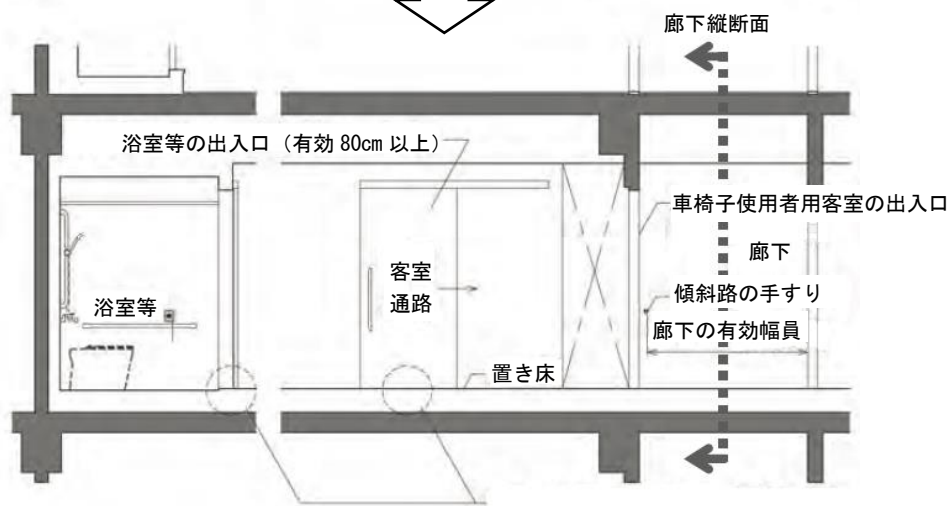 廊下縦断面
浴室等の出入口（有効 80cm 以上）
車椅子使用者用客室の出入口
廊下
客室
通路
傾斜路の手すり
浴室等
廊下の有効幅員
置き床